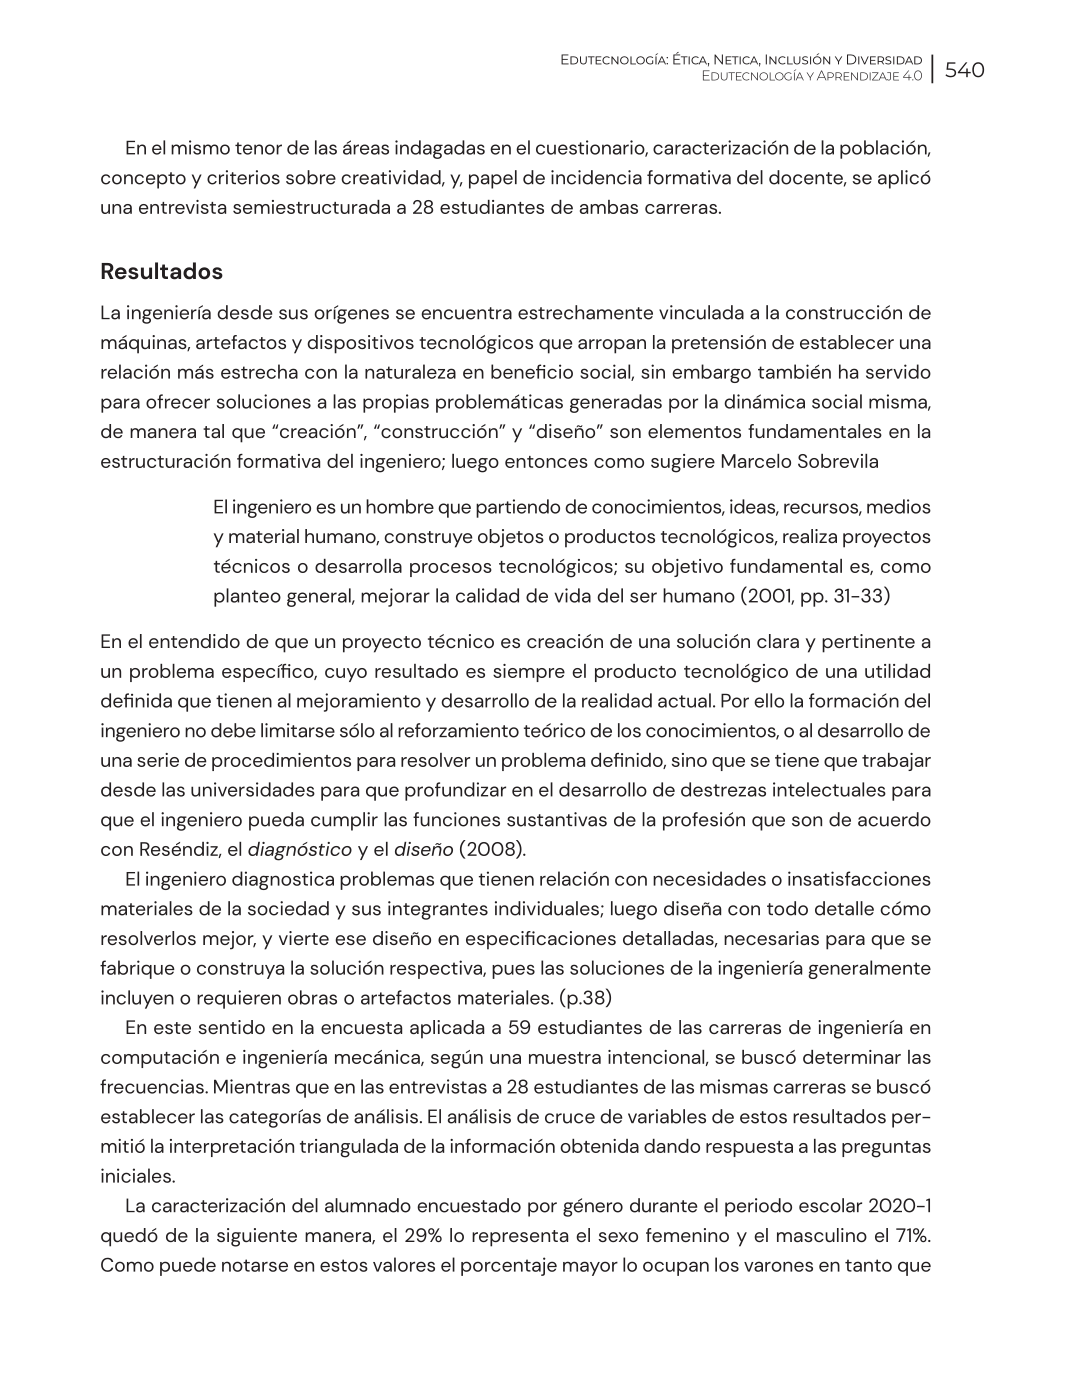 Edutecnología: Ética, Netica, Inclusión y Diversidad
Edutecnología y Aprendizaje 4.0
540
En el mismo tenor de las áreas indagadas en el cuestionario, caracterización de la población,
concepto y criterios sobre creatividad, y, papel de incidencia formativa del docente, se aplicó
una entrevista semiestructurada a 28 estudiantes de ambas carreras.
Resultados
La ingeniería desde sus orígenes se encuentra estrechamente vinculada a la construcción de
máquinas, artefactos y dispositivos tecnológicos que arropan la pretensión de establecer una
relación más estrecha con la naturaleza en beneficio social, sin embargo también ha servido
para ofrecer soluciones a las propias problemáticas generadas por la dinámica social misma,
de manera tal que “creación”, “construcción” y “diseño” son elementos fundamentales en la
estructuración formativa del ingeniero; luego entonces como sugiere Marcelo Sobrevila
El ingeniero es un hombre que partiendo de conocimientos, ideas, recursos, medios
y material humano, construye objetos o productos tecnológicos, realiza proyectos
técnicos o desarrolla procesos tecnológicos; su objetivo fundamental es, como
planteo general, mejorar la calidad de vida del ser humano (2001, pp. 31-33)
En el entendido de que un proyecto técnico es creación de una solución clara y pertinente a
un problema específico, cuyo resultado es siempre el producto tecnológico de una utilidad
definida que tienen al mejoramiento y desarrollo de la realidad actual. Por ello la formación del
ingeniero no debe limitarse sólo al reforzamiento teórico de los conocimientos, o al desarrollo de
una serie de procedimientos para resolver un problema definido, sino que se tiene que trabajar
desde las universidades para que profundizar en el desarrollo de destrezas intelectuales para
que el ingeniero pueda cumplir las funciones sustantivas de la profesión que son de acuerdo
con Reséndiz, el diagnóstico y el diseño (2008).
El ingeniero diagnostica problemas que tienen relación con necesidades o insatisfacciones
materiales de la sociedad y sus integrantes individuales; luego diseña con todo detalle cómo
resolverlos mejor, y vierte ese diseño en especificaciones detalladas, necesarias para que se
fabrique o construya la solución respectiva, pues las soluciones de la ingeniería generalmente
incluyen o requieren obras o artefactos materiales. (p.38)
En este sentido en la encuesta aplicada a 59 estudiantes de las carreras de ingeniería en
computación e ingeniería mecánica, según una muestra intencional, se buscó determinar las
frecuencias. Mientras que en las entrevistas a 28 estudiantes de las mismas carreras se buscó
establecer las categorías de análisis. El análisis de cruce de variables de estos resultados per-
mitió la interpretación triangulada de la información obtenida dando respuesta a las preguntas
iniciales.
La caracterización del alumnado encuestado por género durante el periodo escolar 2020-1
quedó de la siguiente manera, el 29% lo representa el sexo femenino y el masculino el 71%.
Como puede notarse en estos valores el porcentaje mayor lo ocupan los varones en tanto que